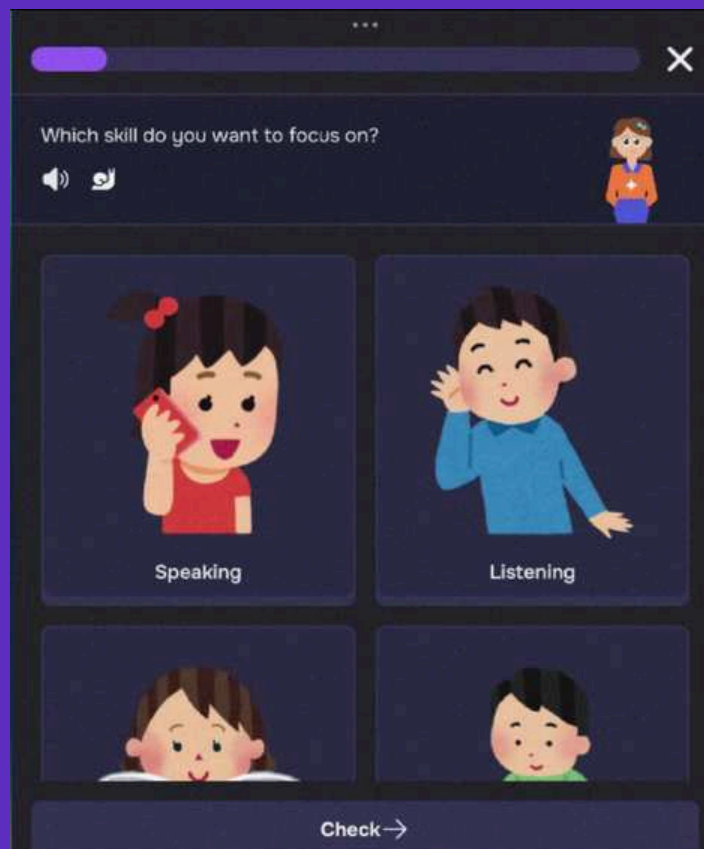 Which skill do you want to focus on?
Speaking
Listening
Check→